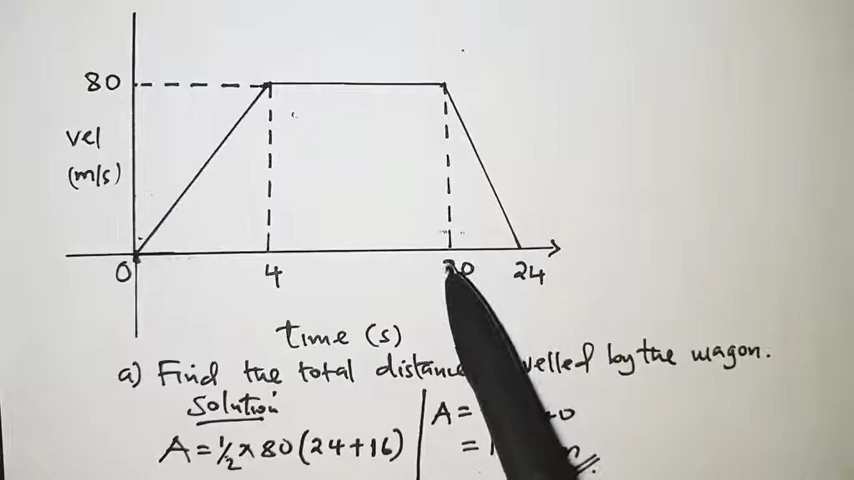 80
vel
(m/s)
0 4 20 24
time (s)
a) Find the total distance by the wagon.
Solution
A = 1/2 x 80 (24 + 16)
A =
=